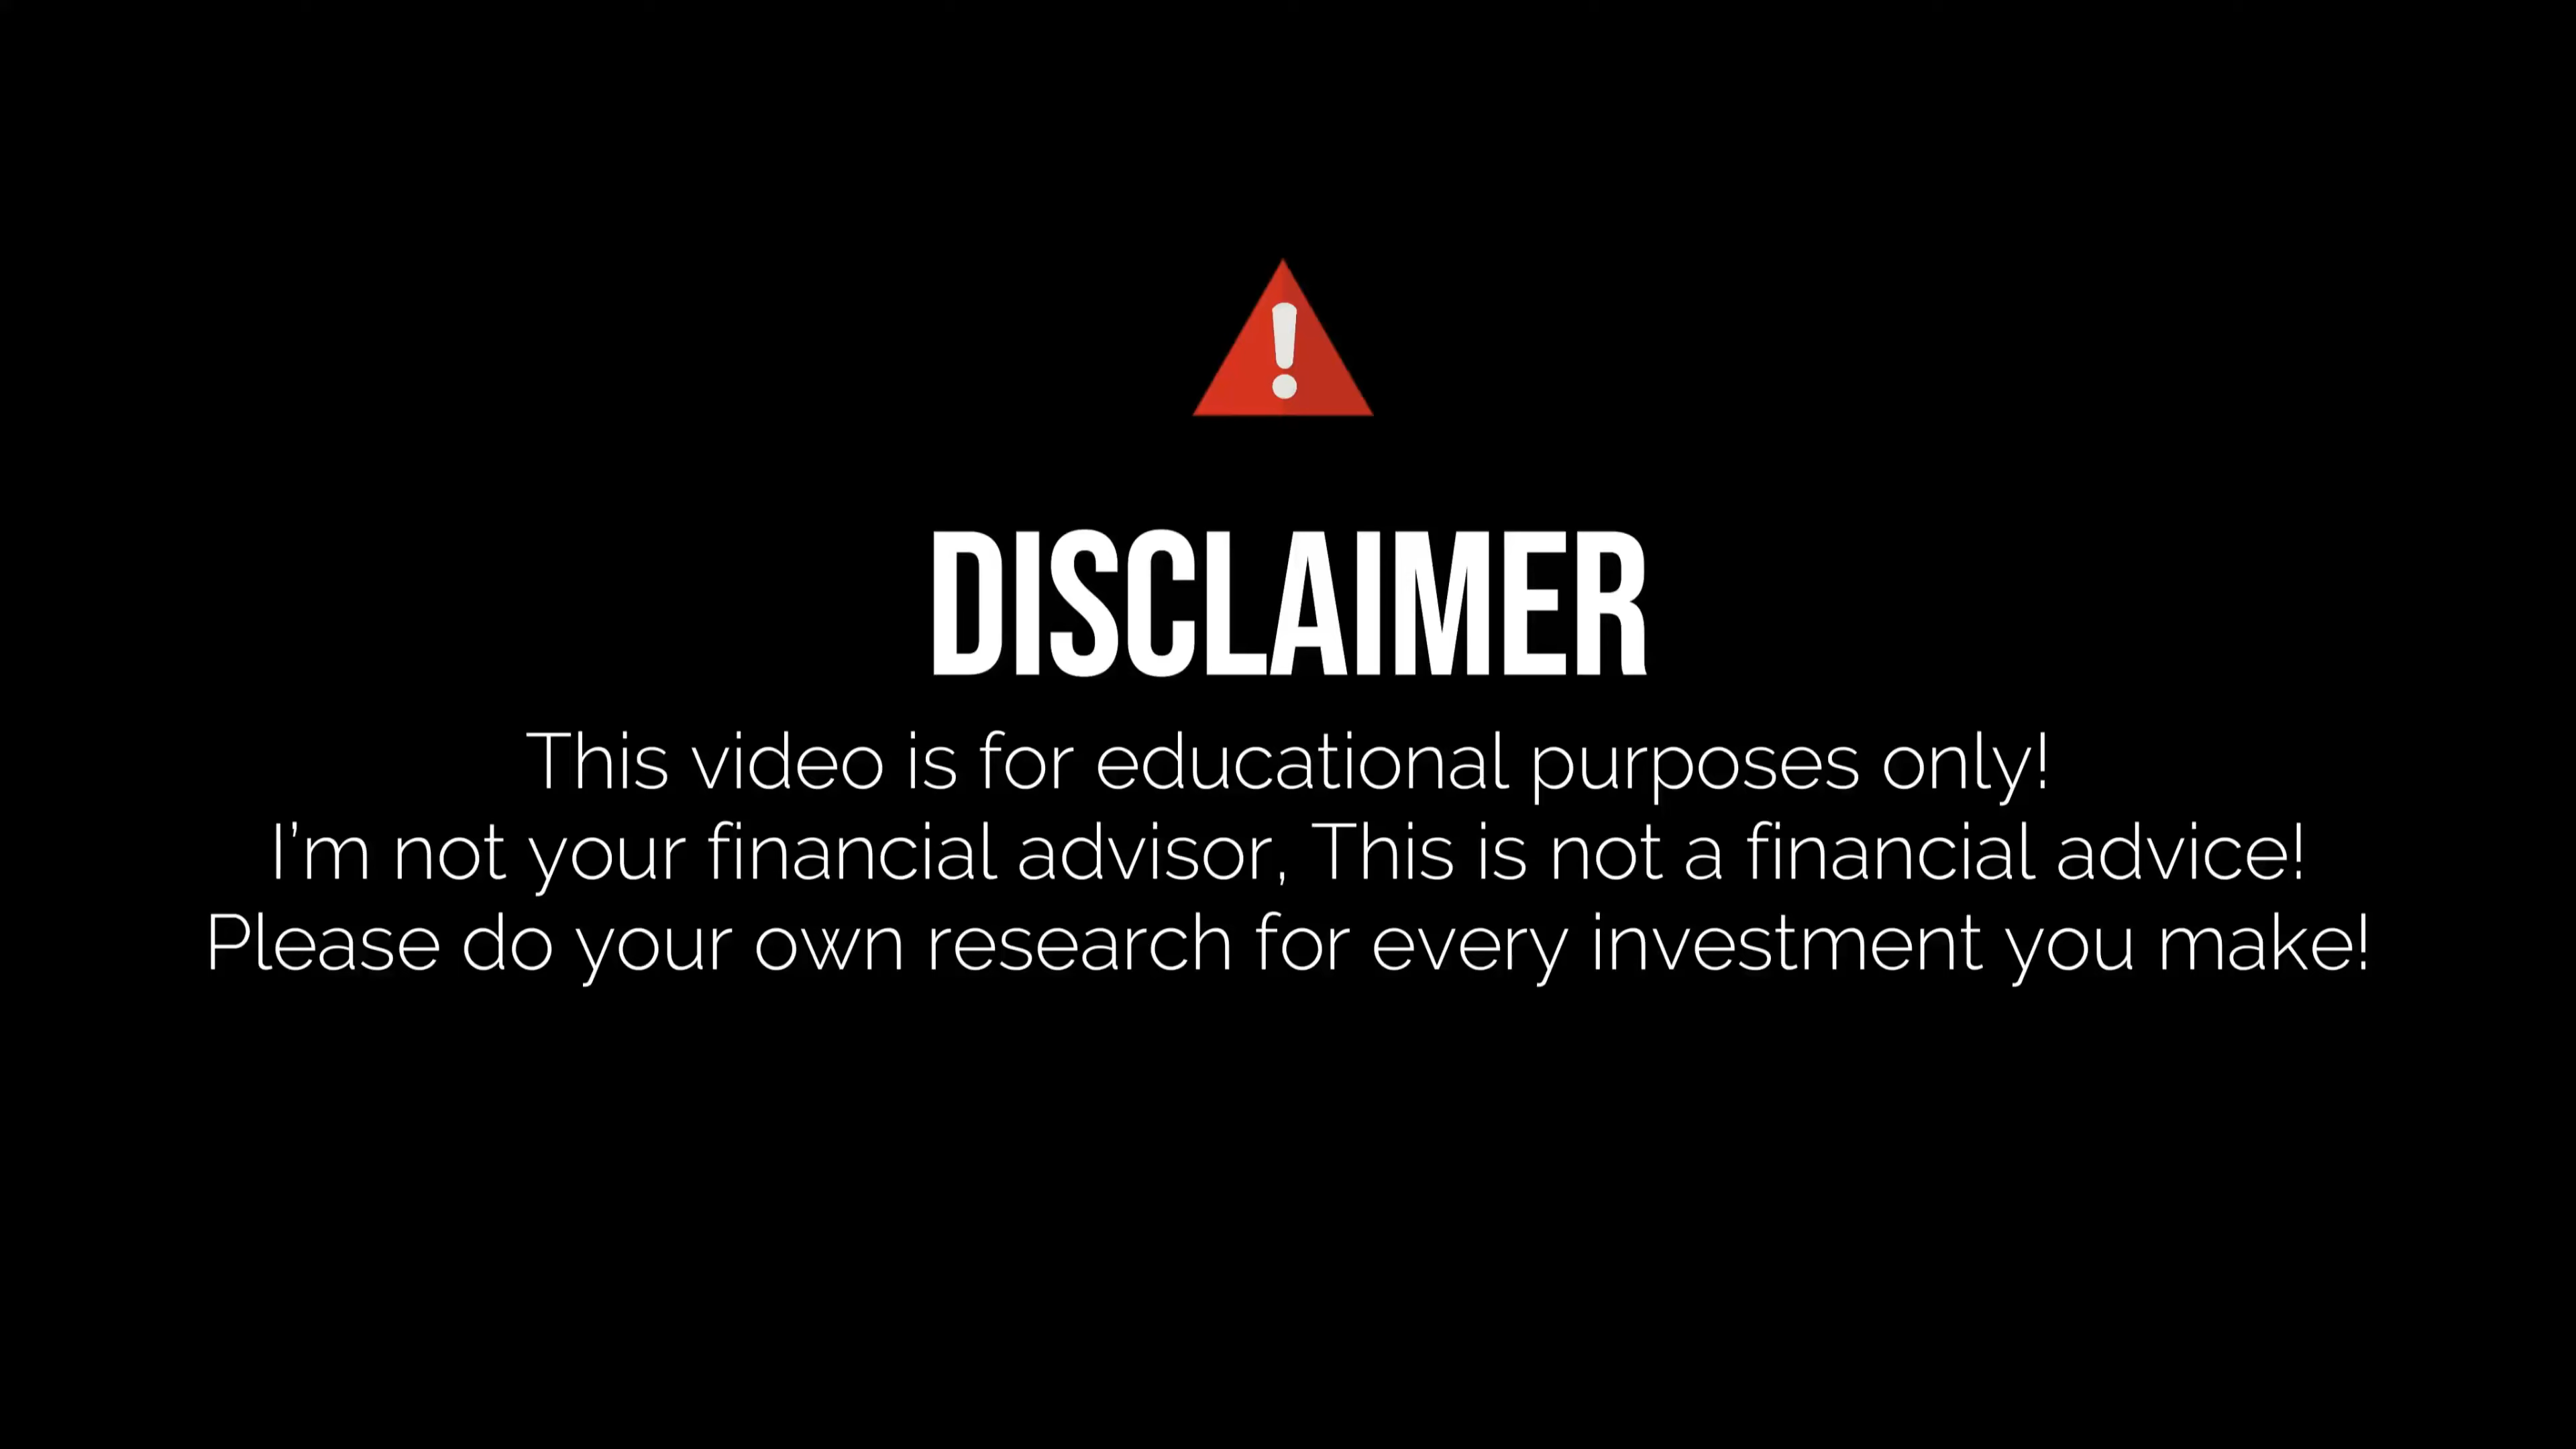 DISCLAIMER
This video is for educational purposes only!
I'm not your financial advisor, This is not a financial advice!
Please do your own research for every investment you make!